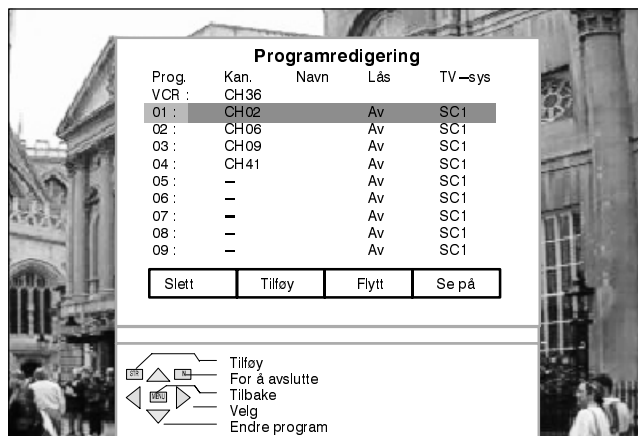 Programredigering
Prog. Kan. Navn Lås TV–sys
VCR : CH36
01 : CH02 Av SC1
02 : CH06 Av SC1
03 : CH09 Av SC1
04 : CH41 Av SC1
05 : – Av SC1
06 : – Av SC1
07 : – Av SC1
08 : – Av SC1
09 : – Av SC1
Slett Tilføy Flytt Se på
Tilføy
STR
For å avslutte
MENU Tilbake
Velg
Endre program